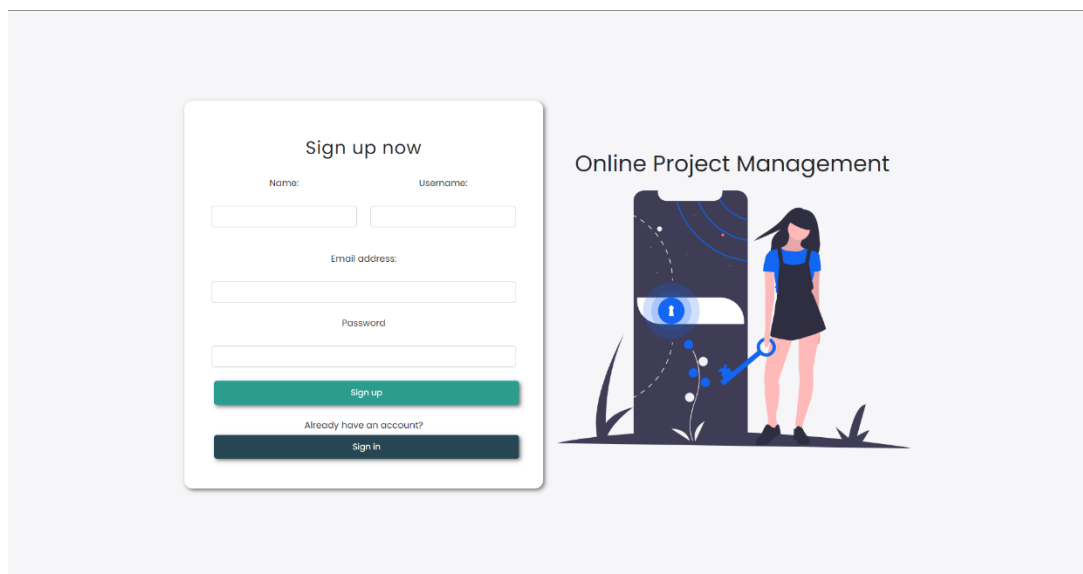 Sign up now
Name:
Username:
Email address:
Password
Sign up
Already have an account?
Sign in
Online Project Management